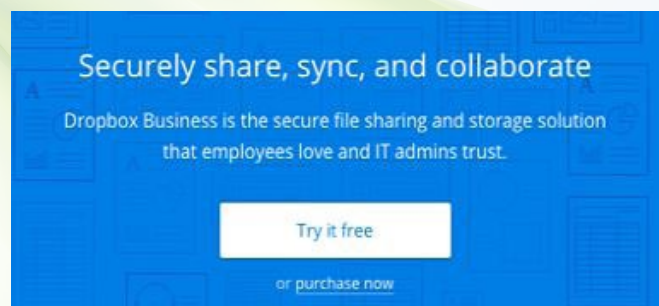 Securely share, sync, and collaborate
Dropbox Business is the secure file sharing and storage solution
that employees love and IT admins trust.
Try it free
or purchase now